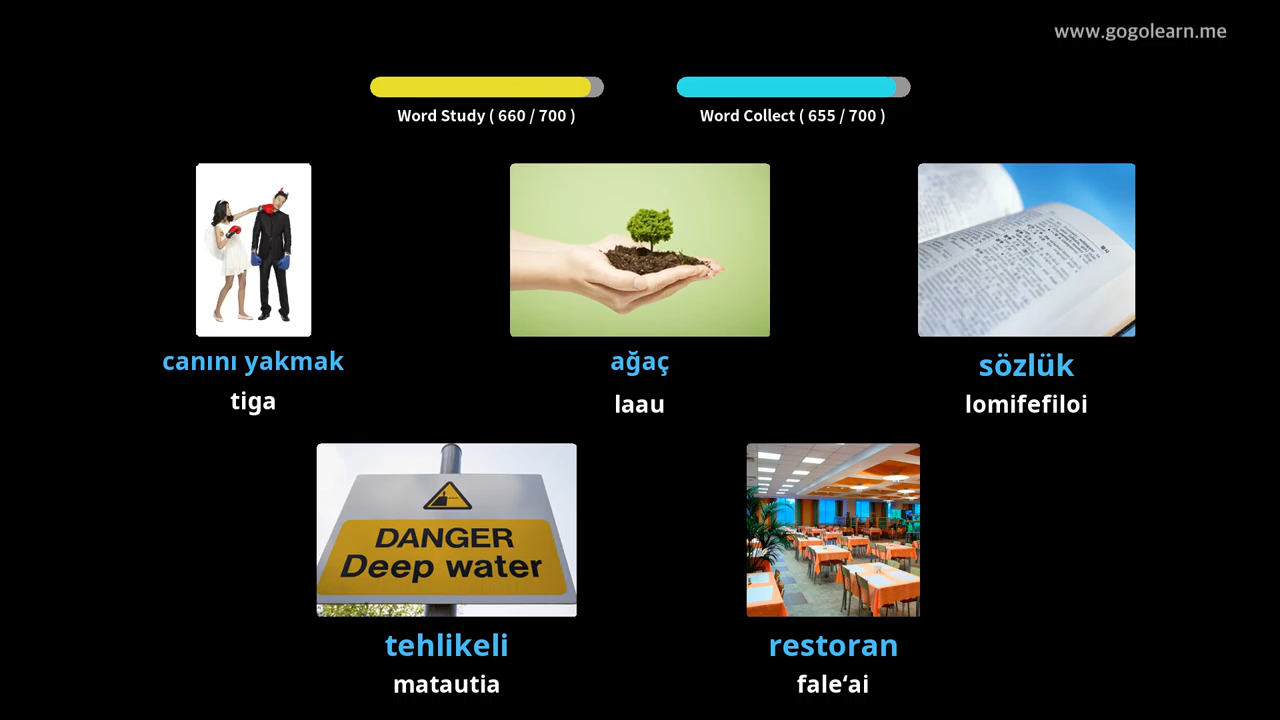 www.gogolearn.me
Word Study ( 660 / 700 )
Word Collect ( 655 / 700 )
canını yakmak
tiga
ağaç
laau
sözlük
lomifefiloi
DANGER
Deep water
tehlikeli
matautia
restoran
fale‘ai